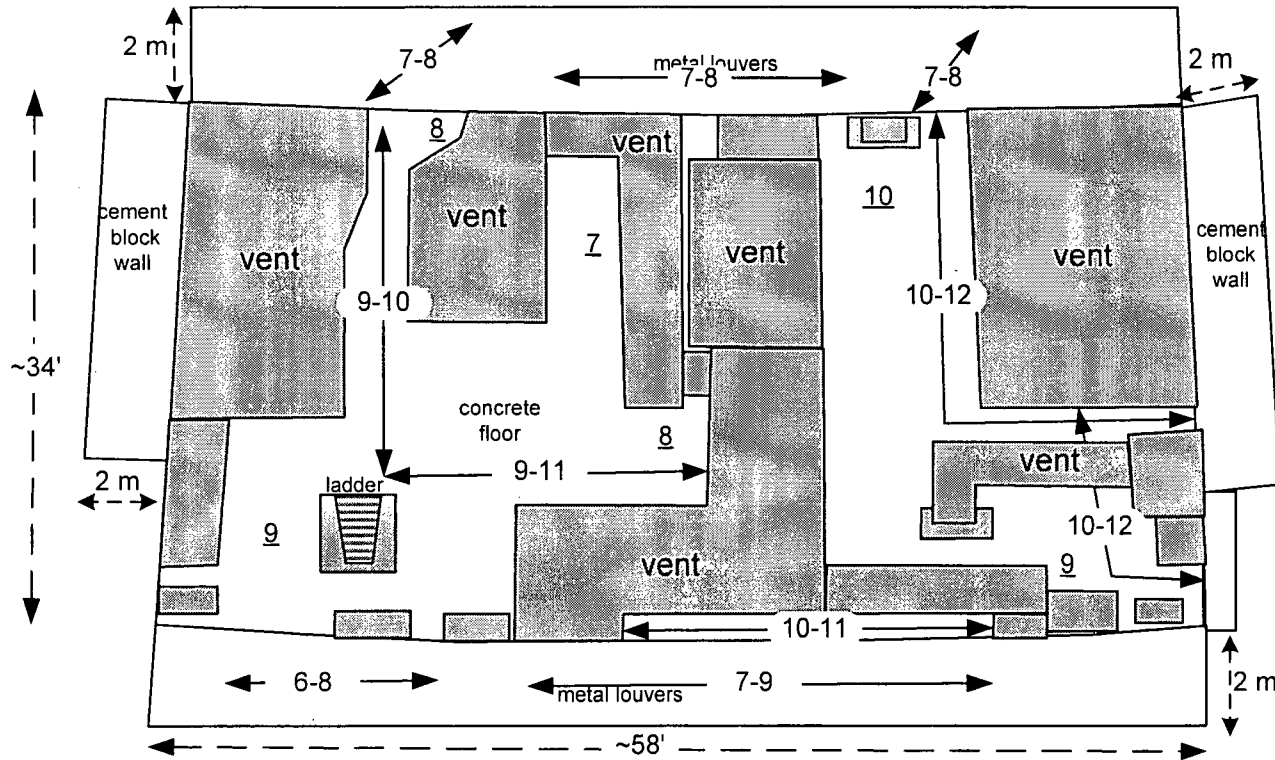 2 m
7-8
metal louvers
7-8
7-8
2 m
8
vent
10
cement
block
wall
vent
vent
7
vent
vent
cement
block
wall
9-10
10-12
~34'
concrete
floor
8
9-11
vent
2 m
ladder
10-12
9
vent
9
10-11
6-8
metal louvers
7-9
2 m
~58'